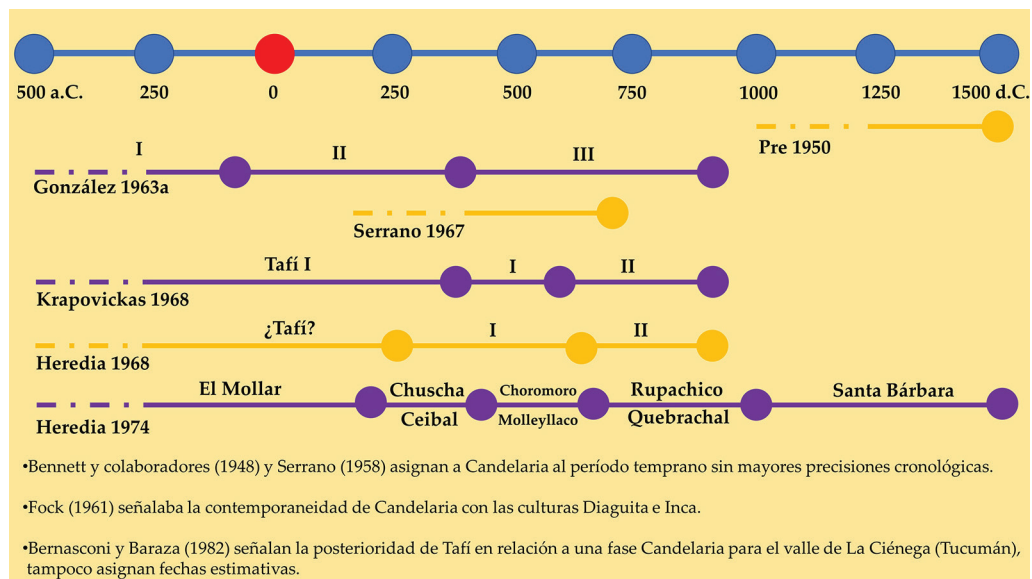 500 a.C. 250 0 250 500 750 1000 1250 1500 d.C.
Pre 1950
I II III
González 1963a
Serrano 1967
Tafí I I II
Krapovickas 1968
¿Tafí? I II
Heredia 1968
El Mollar Chuscha Choromoro Rupachico Santa Bárbara
Ceibal Molleyllaco Quebrachal
Heredia 1974
•Bennett y colaboradores (1948) y Serrano (1958) asignan a Candelaria al período temprano sin mayores precisiones cronológicas.
•Fock (1961) señalaba la contemporaneidad de Candelaria con las culturas Diaguita e Inca.
•Bernasconi y Baraza (1982) señalan la posterioridad de Tafí en relación a una fase Candelaria para el valle de La Ciénega (Tucumán),
tampoco asignan fechas estimativas.